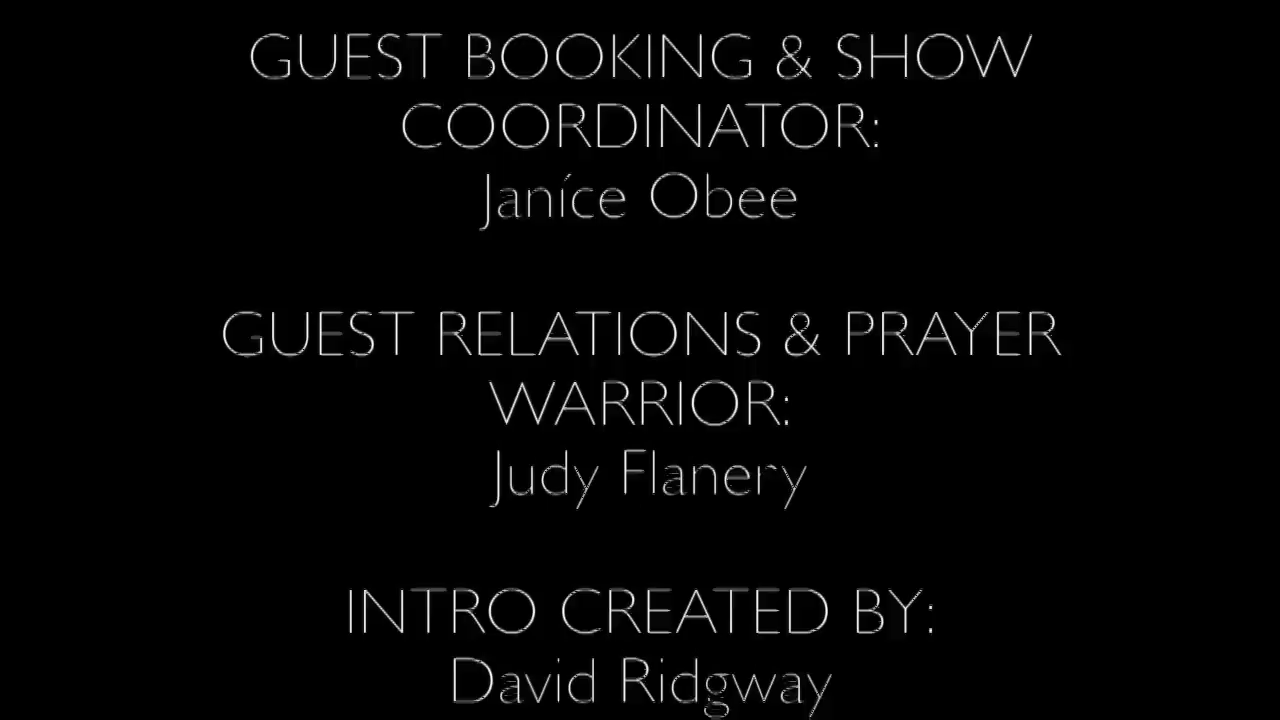 GUEST BOOKING & SHOW
COORDINATOR:
Janice Obee
GUEST RELATIONS & PRAYER
WARRIOR:
Judy Flanery
INTRO CREATED BY:
David Ridgway